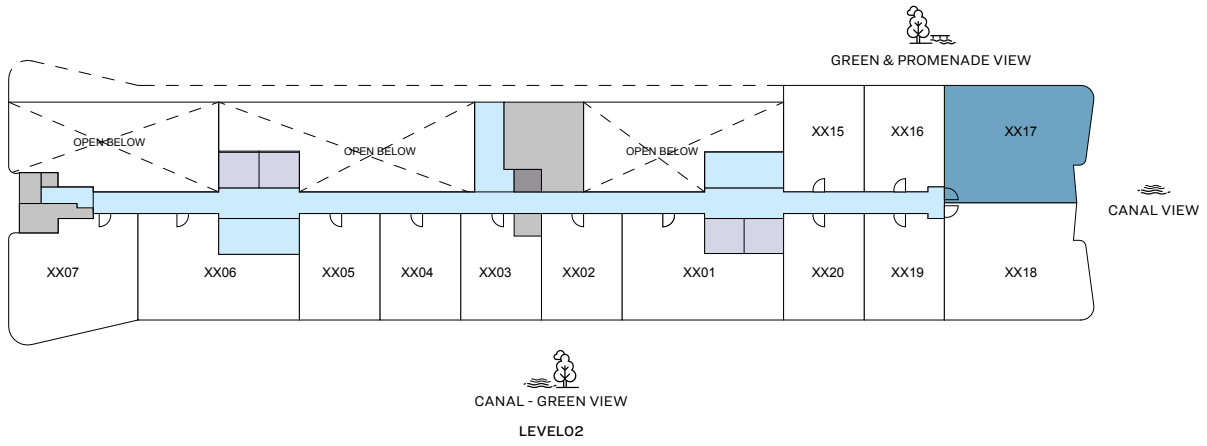 GREEN & PROMENADE VIEW
XX15
XX16
XX17
OPEN BELOW
OPEN BELOW
OPEN BELOW
CANAL VIEW
XX07
XX06
XX05
XX04
XX03
XX02
XX01
XX20
XX19
XX18
CANAL - GREEN VIEW
LEVEL02